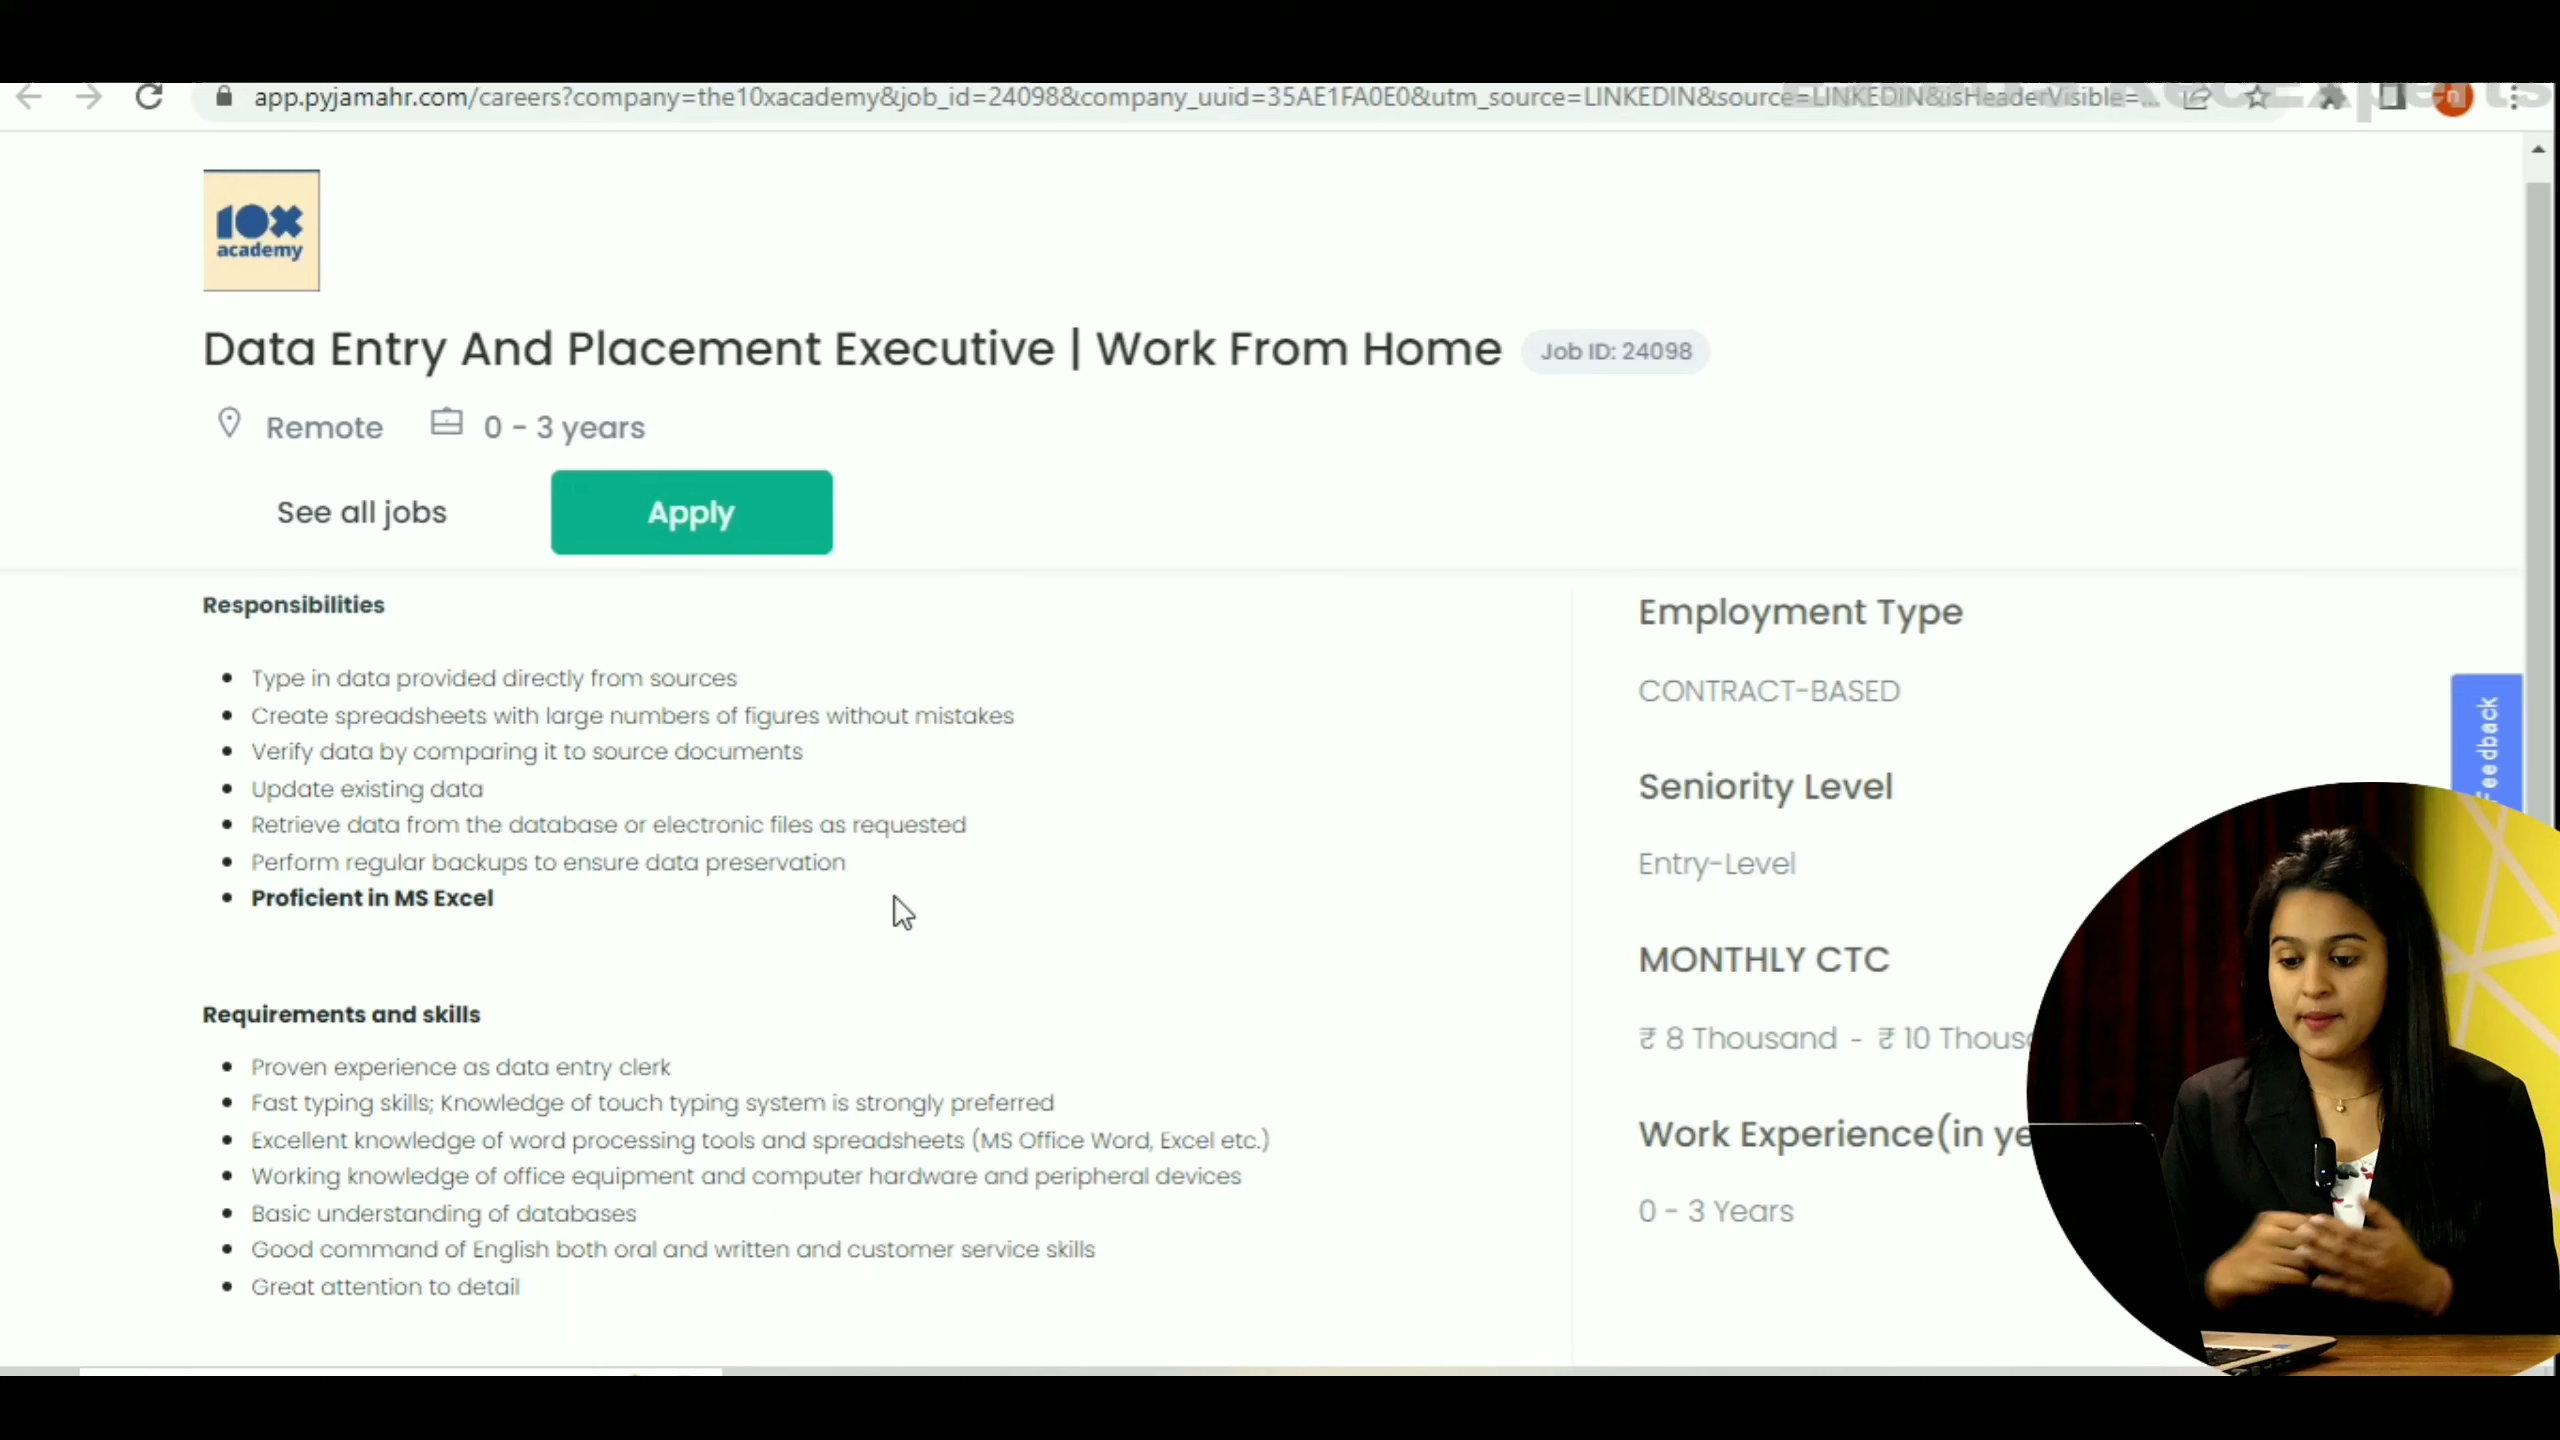 app.pyjamahr.com/careers?company=the10xacademy&job_id=24098&company_uuid=35AE1FA0E0&utm_source=LINKEDIN&source=LINKEDIN&isHeaderVisible=...
n
10x
academy
Data Entry And Placement Executive | Work From Home
Job ID: 24098
Remote
0 - 3 years
See all jobs
Apply
Responsibilities
• Type in data provided directly from sources
• Create spreadsheets with large numbers of figures without mistakes
• Verify data by comparing it to source documents
• Update existing data
• Retrieve data from the database or electronic files as requested
• Perform regular backups to ensure data preservation
• Proficient in MS Excel
Requirements and skills
• Proven experience as data entry clerk
• Fast typing skills; Knowledge of touch typing system is strongly preferred
• Excellent knowledge of word processing tools and spreadsheets (MS Office Word, Excel etc.)
• Working knowledge of office equipment and computer hardware and peripheral devices
• Basic understanding of databases
• Good command of English both oral and written and customer service skills
• Great attention to detail
Employment Type
CONTRACT-BASED
Seniority Level
Entry-Level
MONTHLY CTC
₹ 8 Thousand - ₹ 10 Thous
Work Experience(in ye
0 - 3 Years
Feedback